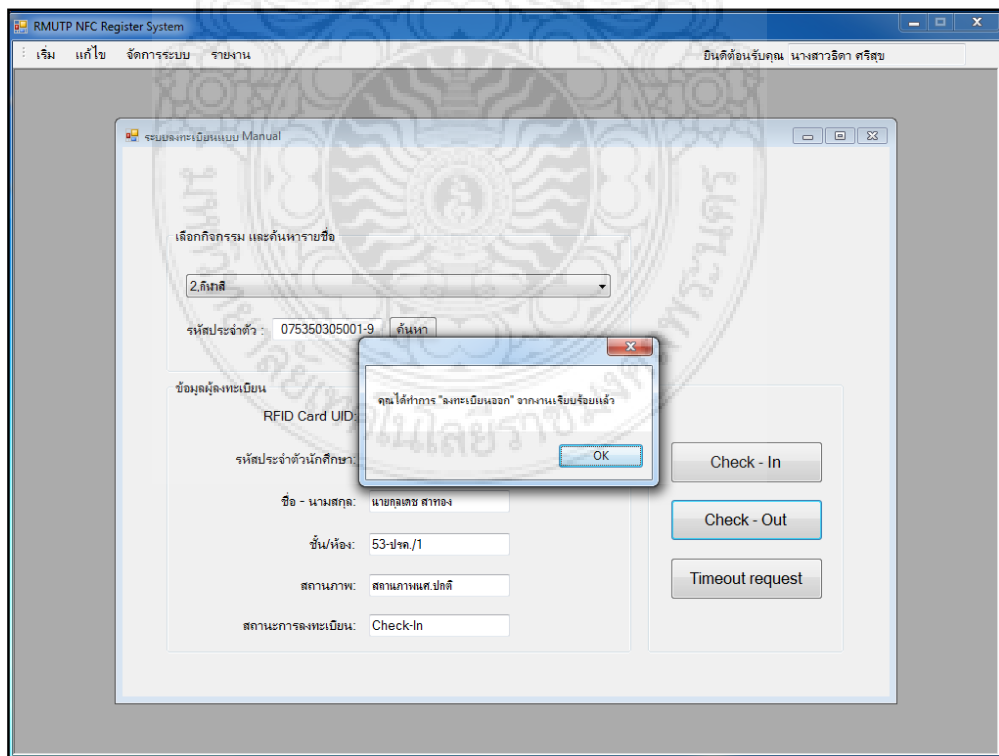 RMUTP NFC Register System
เริ่ม แก้ไข จัดการระบบ รายงาน ยินดีต้อนรับคุณ นางสาวธิดา ศรีสุข
ระบบลงทะเบียนแบบ Manual
เลือกกิจกรรม และค้นหารายชื่อ
2,กีฬาสี
รหัสประจำตัว : 075350305001-9 ค้นหา
ข้อมูลผู้ลงทะเบียน
RFID Card UID:
คุณได้ทำการ "ลงทะเบียนออก" จากงานเรียบร้อยแล้ว
OK
รหัสประจำตัวนักศึกษา:
Check - In
ชื่อ - นามสกุล: นายกุลเดช สาทอง
Check - Out
ชั้น/ห้อง: 53-ปรค./1
สถานภาพ: สถานภาพนศ.ปกติ
Timeout request
สถานะการลงทะเบียน: Check-In